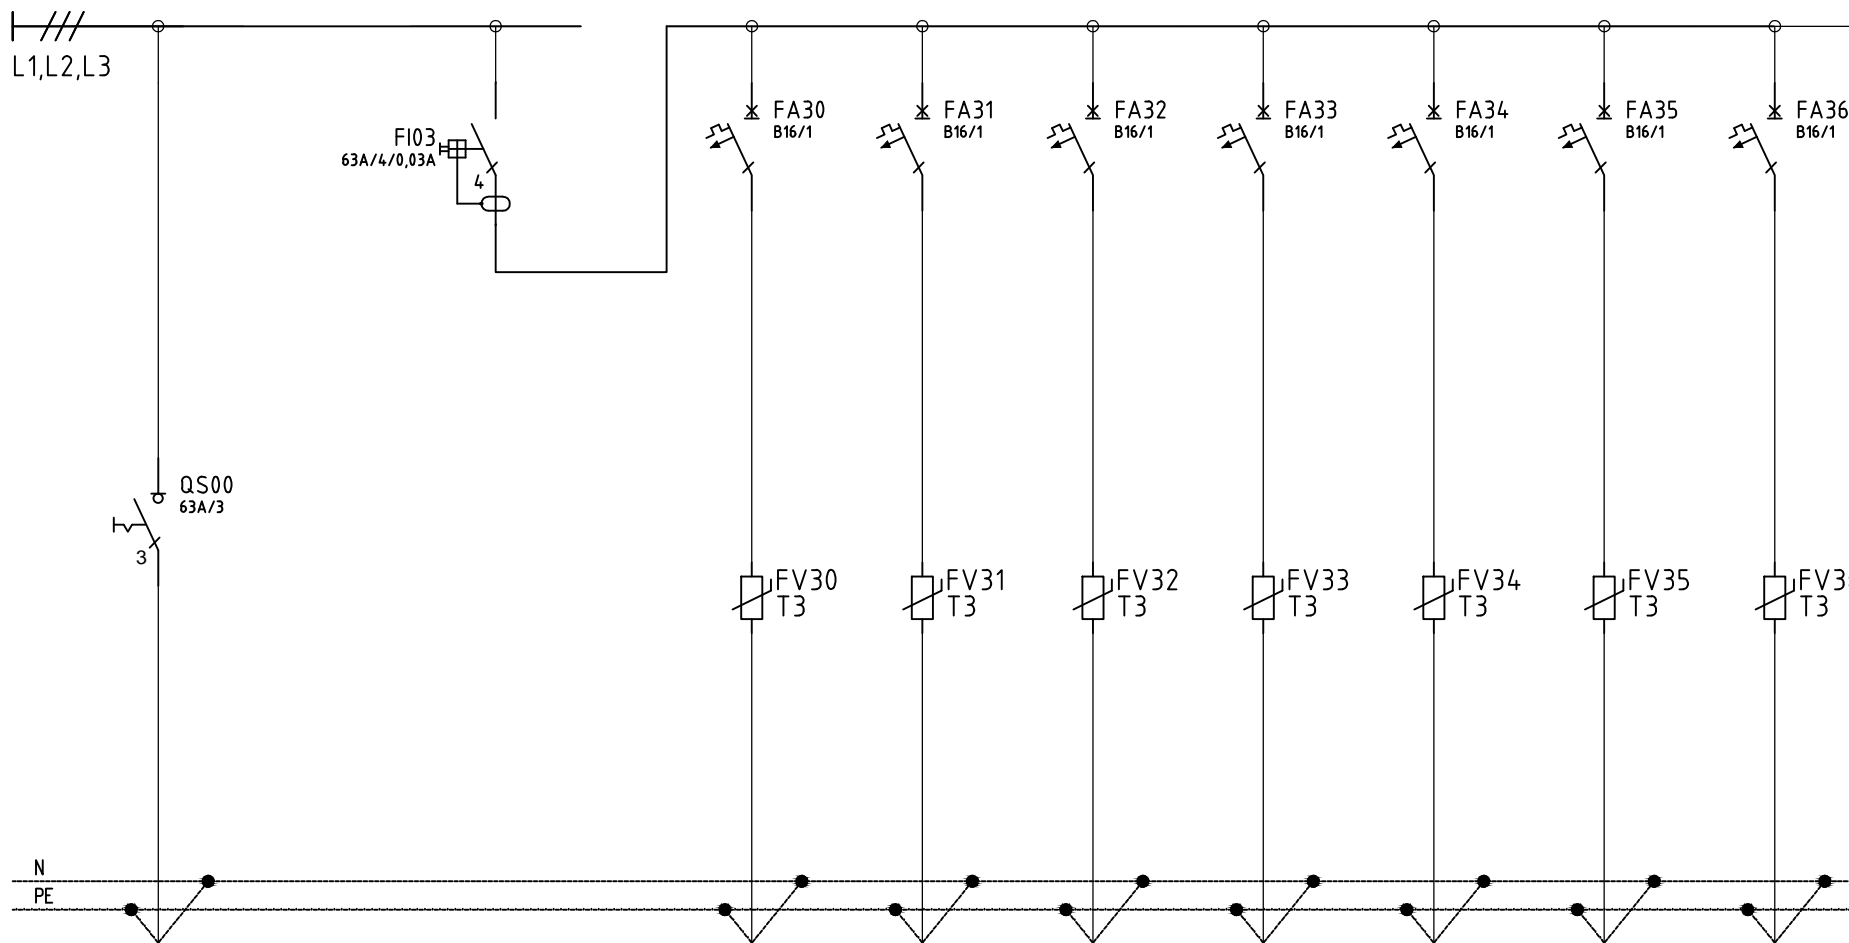 L1,L2,L3
FI03
63A/4/0,03A
4
FA30
B16/1
FA31
B16/1
FA32
B16/1
FA33
B16/1
FA34
B16/1
FA35
B16/1
FA36
B16/1
QS00
63A/3
3
FV30
T3
FV31
T3
FV32
T3
FV33
T3
FV34
T3
FV35
T3
T3
N
PE